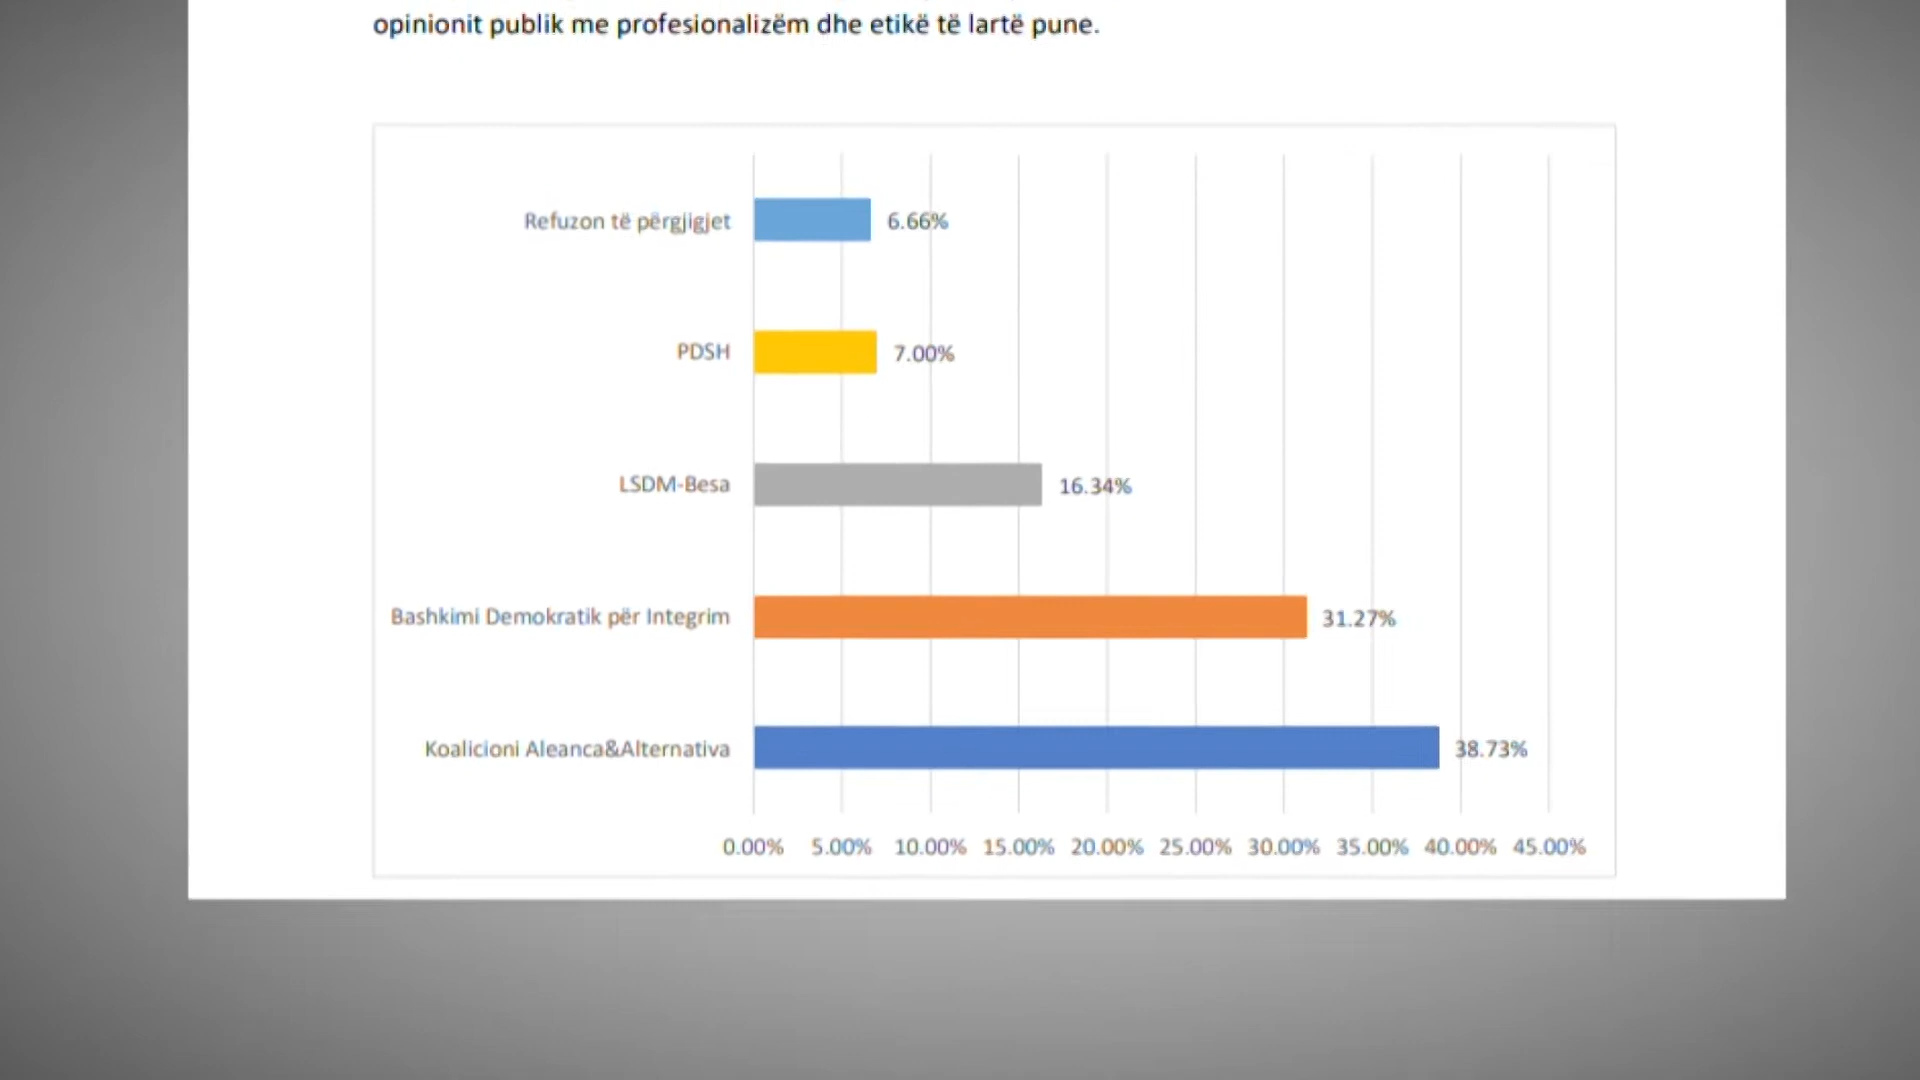 opinionit publik me profesionalizëm dhe etikë të lartë pune.
Refuzon të përgjigjet 6.66%
PDSH 7.00%
LSDM-Besa 16.34%
Bashkimi Demokratik për Integrim 31.27%
Koalicioni Aleanca&Alternativa 38.73%
0.00% 5.00% 10.00% 15.00% 20.00% 25.00% 30.00% 35.00% 40.00% 45.00%